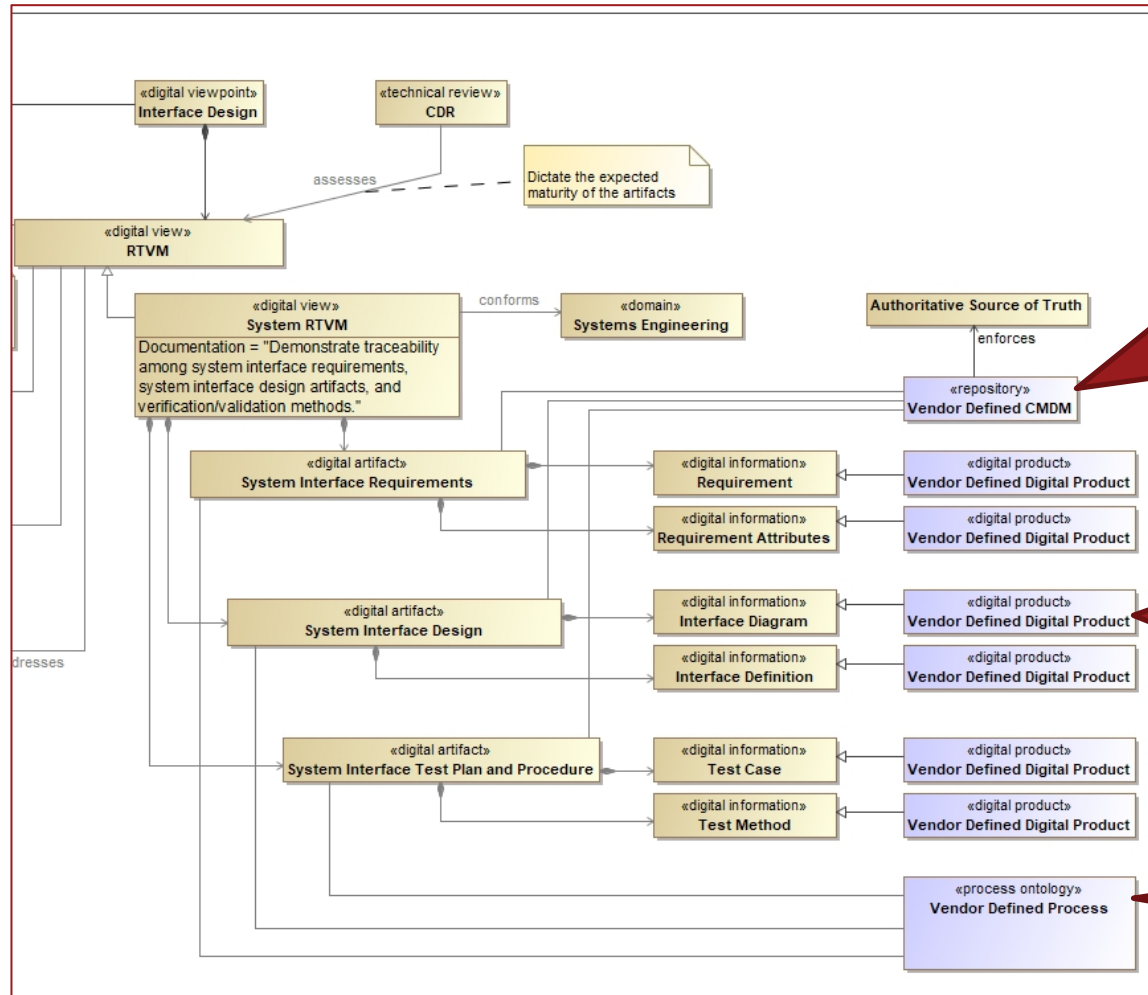 «digital viewpoint»
Interface Design
«technical review»
CDR
assesses
Dictate the expected
maturity of the artifacts
«digital view»
RTVM
«digital view»
System RTVM
Documentation = "Demonstrate traceability
among system interface requirements,
system interface design artifacts, and
verification/validation methods."
conforms
«domain»
Systems Engineering
Authoritative Source of Truth
enforces
«repository»
Vendor Defined CMDM
«digital artifact»
System Interface Requirements
«digital information»
Requirement
«digital product»
Vendor Defined Digital Product
«digital information»
Requirement Attributes
«digital product»
Vendor Defined Digital Product
«digital artifact»
System Interface Design
«digital information»
Interface Diagram
«digital product»
Vendor Defined Digital Product
«digital information»
Interface Definition
«digital product»
Vendor Defined Digital Product
dresses
«digital artifact»
System Interface Test Plan and Procedure
«digital information»
Test Case
«digital product»
Vendor Defined Digital Product
«digital information»
Test Method
«digital product»
Vendor Defined Digital Product
«process ontology»
Vendor Defined Process